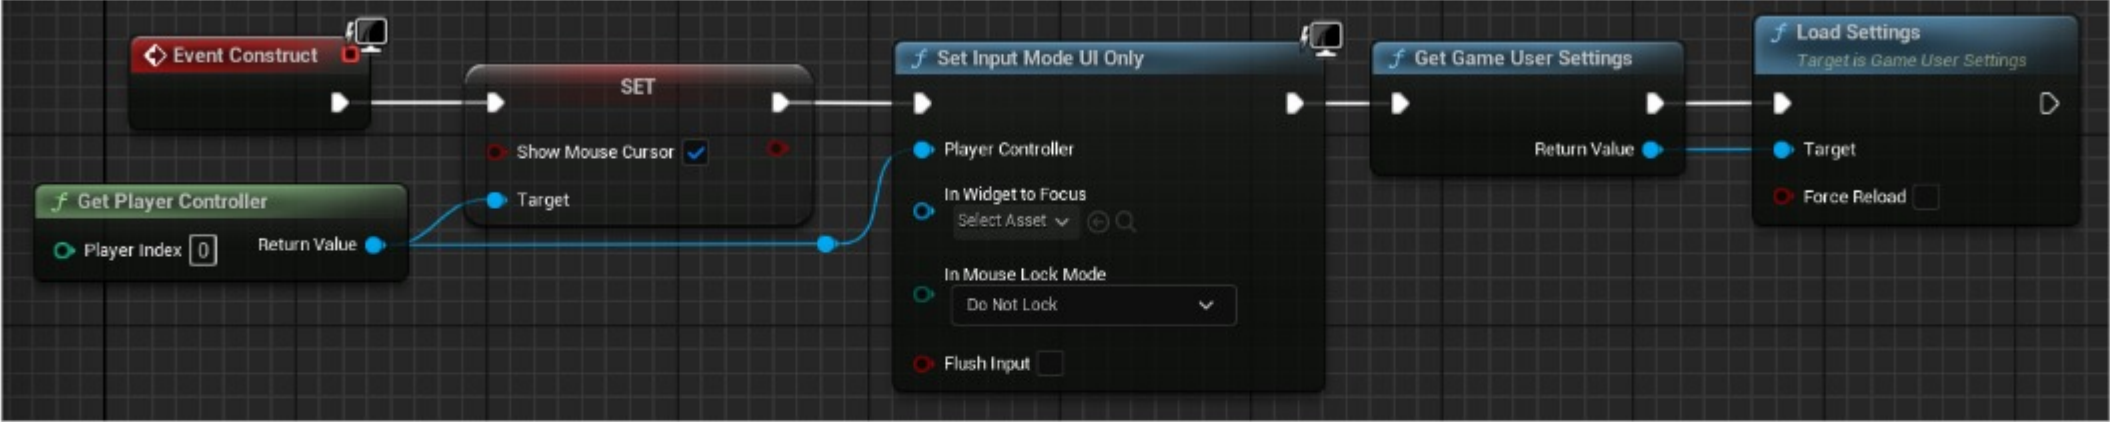 Event Construct
SET
Show Mouse Cursor
Target
Get Player Controller
Player Index 0 Return Value
Set Input Mode UI Only
Player Controller
In Widget to Focus
Select Asset
In Mouse Lock Mode
Do Not Lock
Flush Input
Get Game User Settings
Return Value
Load Settings
Target is Game User Settings
Target
Force Reload